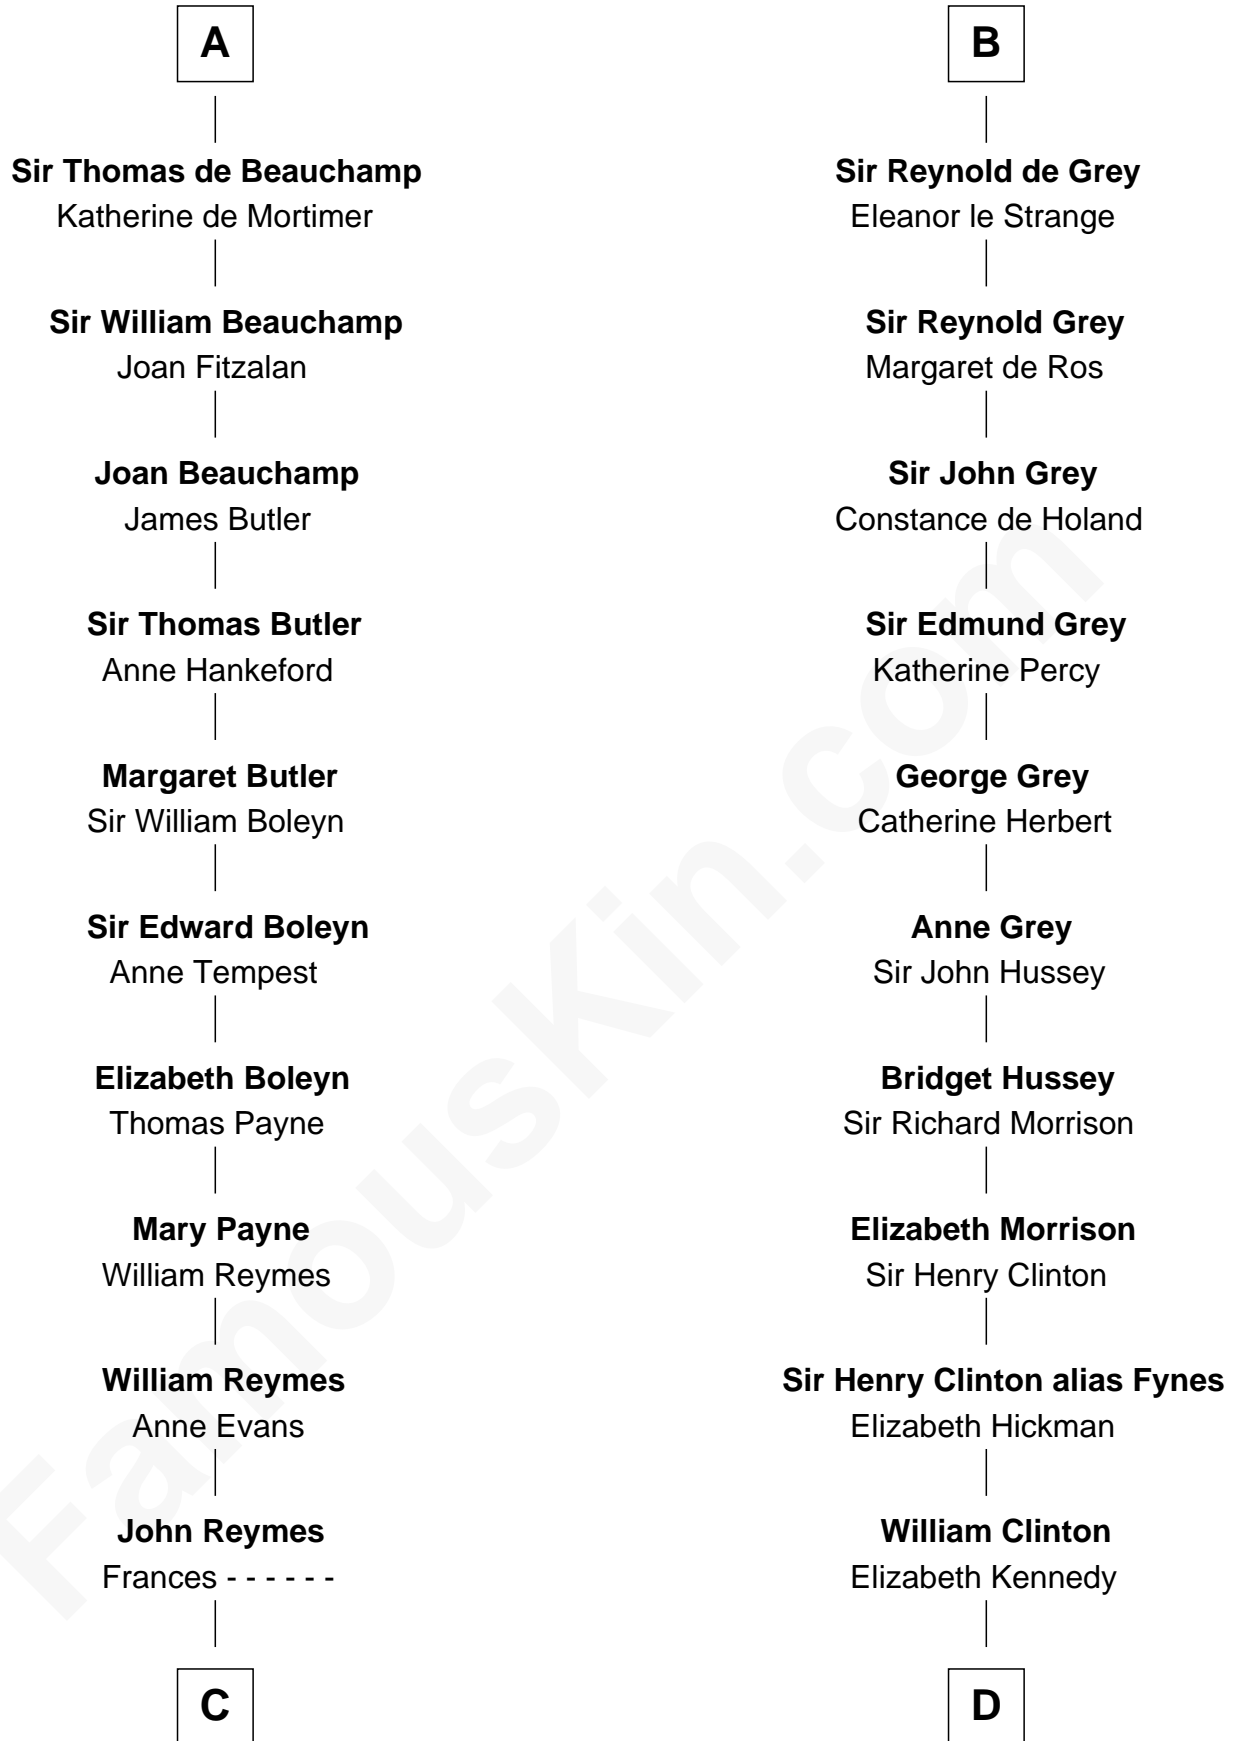 A
Sir Thomas de Beauchamp
Katherine de Mortimer
Sir William Beauchamp
Joan Fitzalan
Joan Beauchamp
James Butler
Sir Thomas Butler
Anne Hankeford
Margaret Butler
Sir William Boleyn
Sir Edward Boleyn
Anne Tempest
Elizabeth Boleyn
Thomas Payne
Mary Payne
William Reymes
William Reymes
Anne Evans
John Reymes
Frances - - - - - -
C
B
Sir Reynold de Grey
Eleanor le Strange
Sir Reynold Grey
Margaret de Ros
Sir John Grey
Constance de Holand
Sir Edmund Grey
Katherine Percy
George Grey
Catherine Herbert
Anne Grey
Sir John Hussey
Bridget Hussey
Sir Richard Morrison
Elizabeth Morrison
Sir Henry Clinton
Sir Henry Clinton alias Fynes
Elizabeth Hickman
William Clinton
Elizabeth Kennedy
D
FamousKin.com